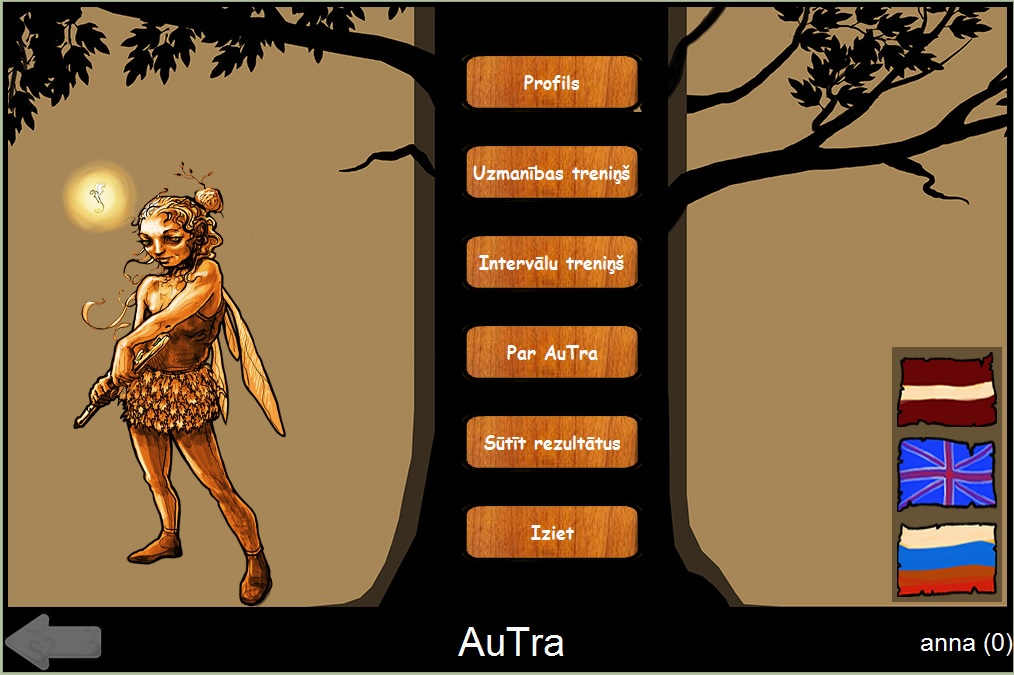 Profils
Uzmanības treniņš
Intervālu treniņš
Par AuTra
Sūtīt rezultātus
Iziet
AuTra
anna (0)